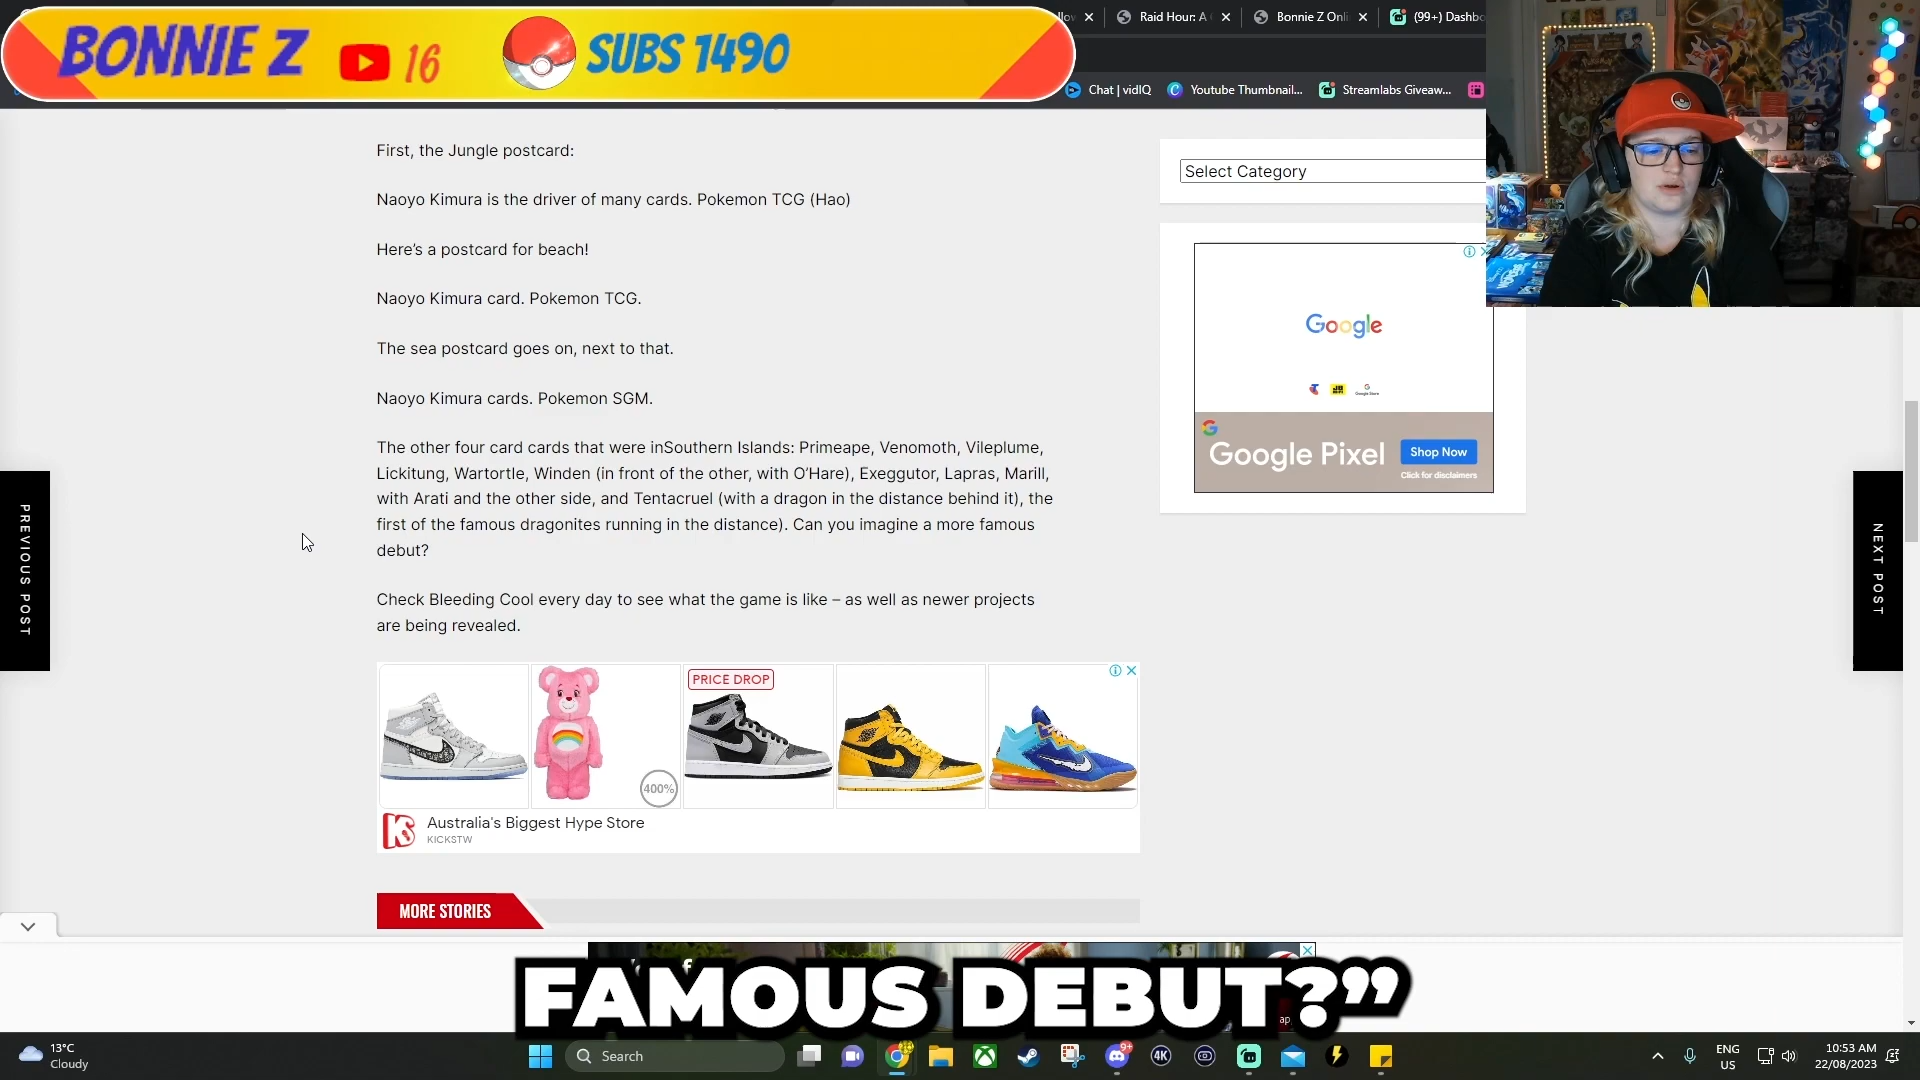 BONNIE Z
16
SUBS 1490
Raid Hour: A
Bonnie Z Onli
(99+) Dashbo
Chat | vidIQ
Youtube Thumbnail...
Streamlabs Giveaw...
First, the Jungle postcard:
Naoyo Kimura is the driver of many cards. Pokemon TCG (Hao)
Here’s a postcard for beach!
Naoyo Kimura card. Pokemon TCG.
The sea postcard goes on, next to that.
Naoyo Kimura cards. Pokemon SGM.
The other four card cards that were inSouthern Islands: Primeape, Venomoth, Vileplume,
Lickitung, Wartortle, Winden (in front of the other, with O’Hare), Exeggutor, Lapras, Marill,
with Arati and the other side, and Tentacruel (with a dragon in the distance behind it), the
first of the famous dragonites running in the distance). Can you imagine a more famous
debut?
Check Bleeding Cool every day to see what the game is like – as well as newer projects
are being revealed.
Select Category
Google
Google Store
Google Pixel
Shop Now
Click for disclaimers
PREVIOUS POST
NEXT POST
PRICE DROP
400%
KS
Australia's Biggest Hype Store
KICKSTW
MORE STORIES
FAMOUS DEBUT?”
13°C
Cloudy
Search
9+
4K
ENG
US
10:53 AM
22/08/2023